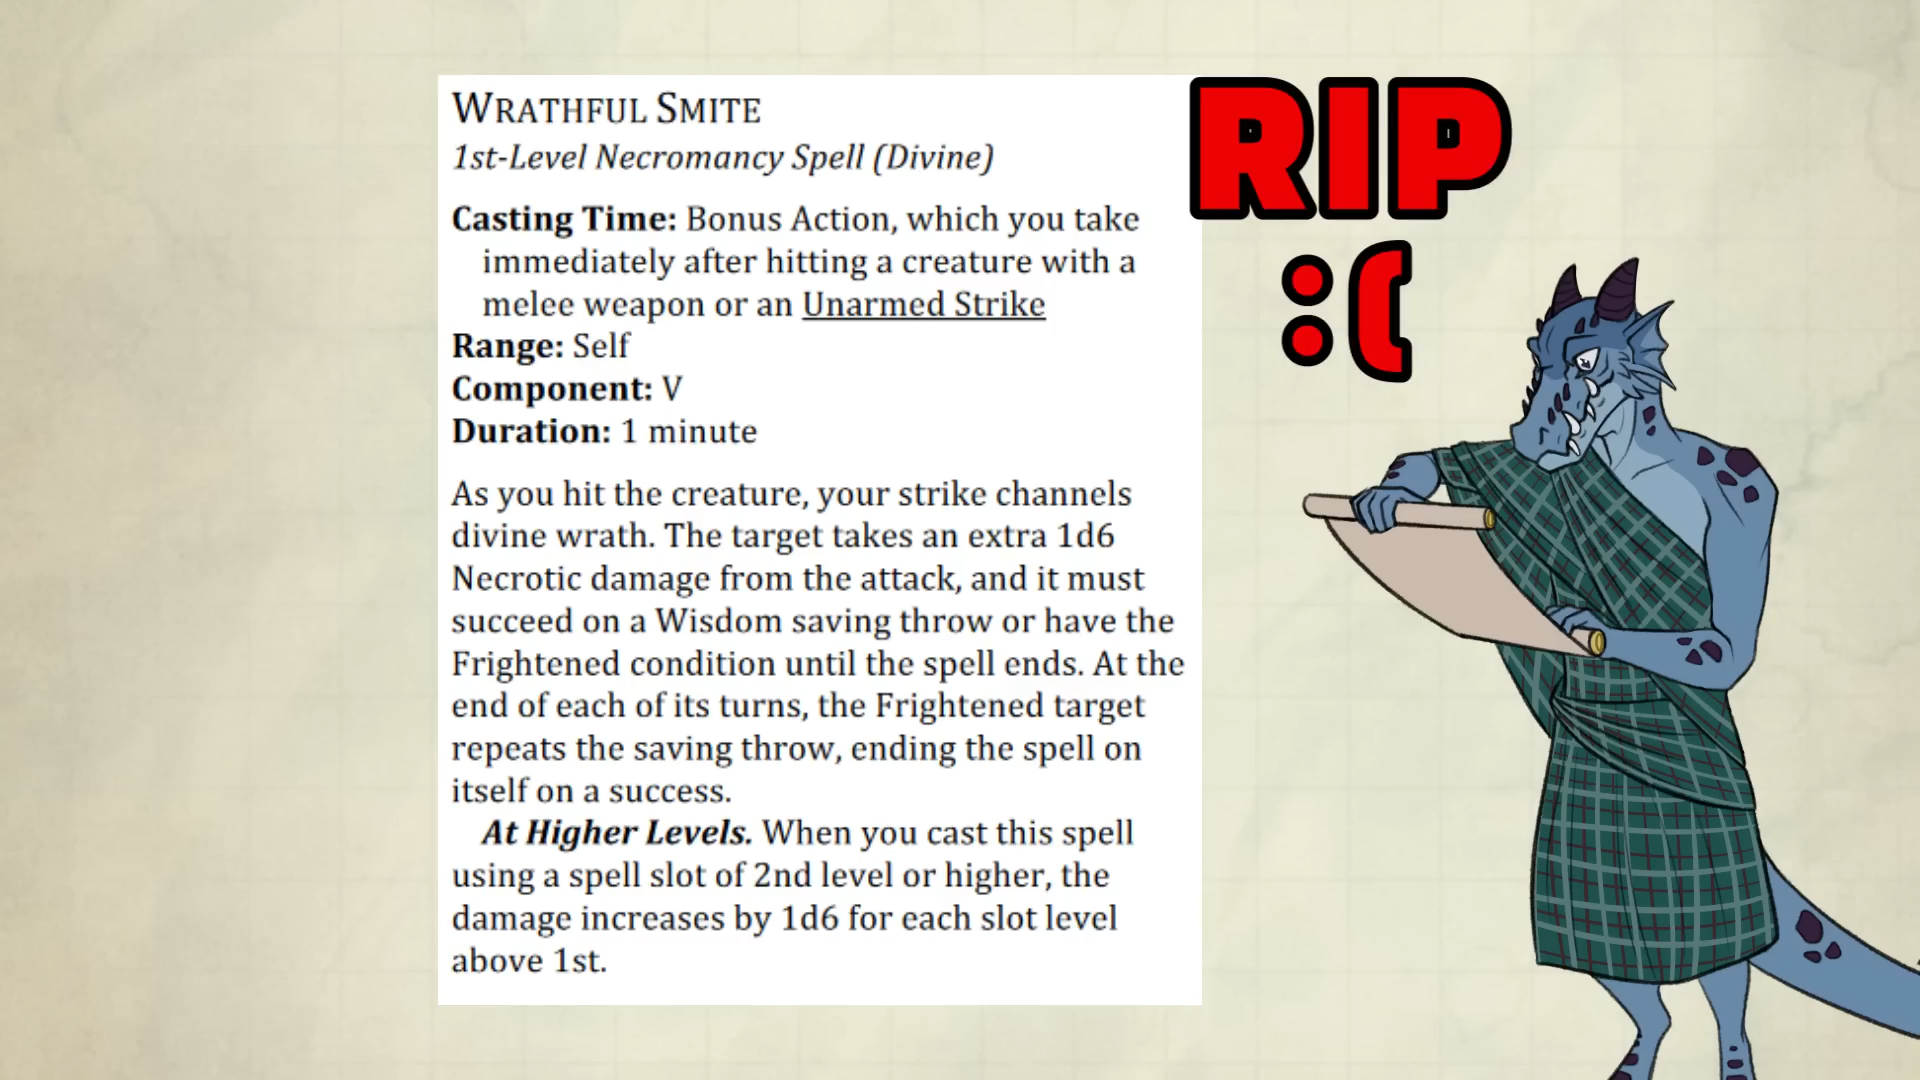 WRATHFUL SMITE
1st-Level Necromancy Spell (Divine)
Casting Time: Bonus Action, which you take
immediately after hitting a creature with a
melee weapon or an Unarmed Strike
Range: Self
Component: V
Duration: 1 minute
As you hit the creature, your strike channels
divine wrath. The target takes an extra 1d6
Necrotic damage from the attack, and it must
succeed on a Wisdom saving throw or have the
Frightened condition until the spell ends. At the
end of each of its turns, the Frightened target
repeats the saving throw, ending the spell on
itself on a success.
At Higher Levels. When you cast this spell
using a spell slot of 2nd level or higher, the
damage increases by 1d6 for each slot level
above 1st.
RIP
:(